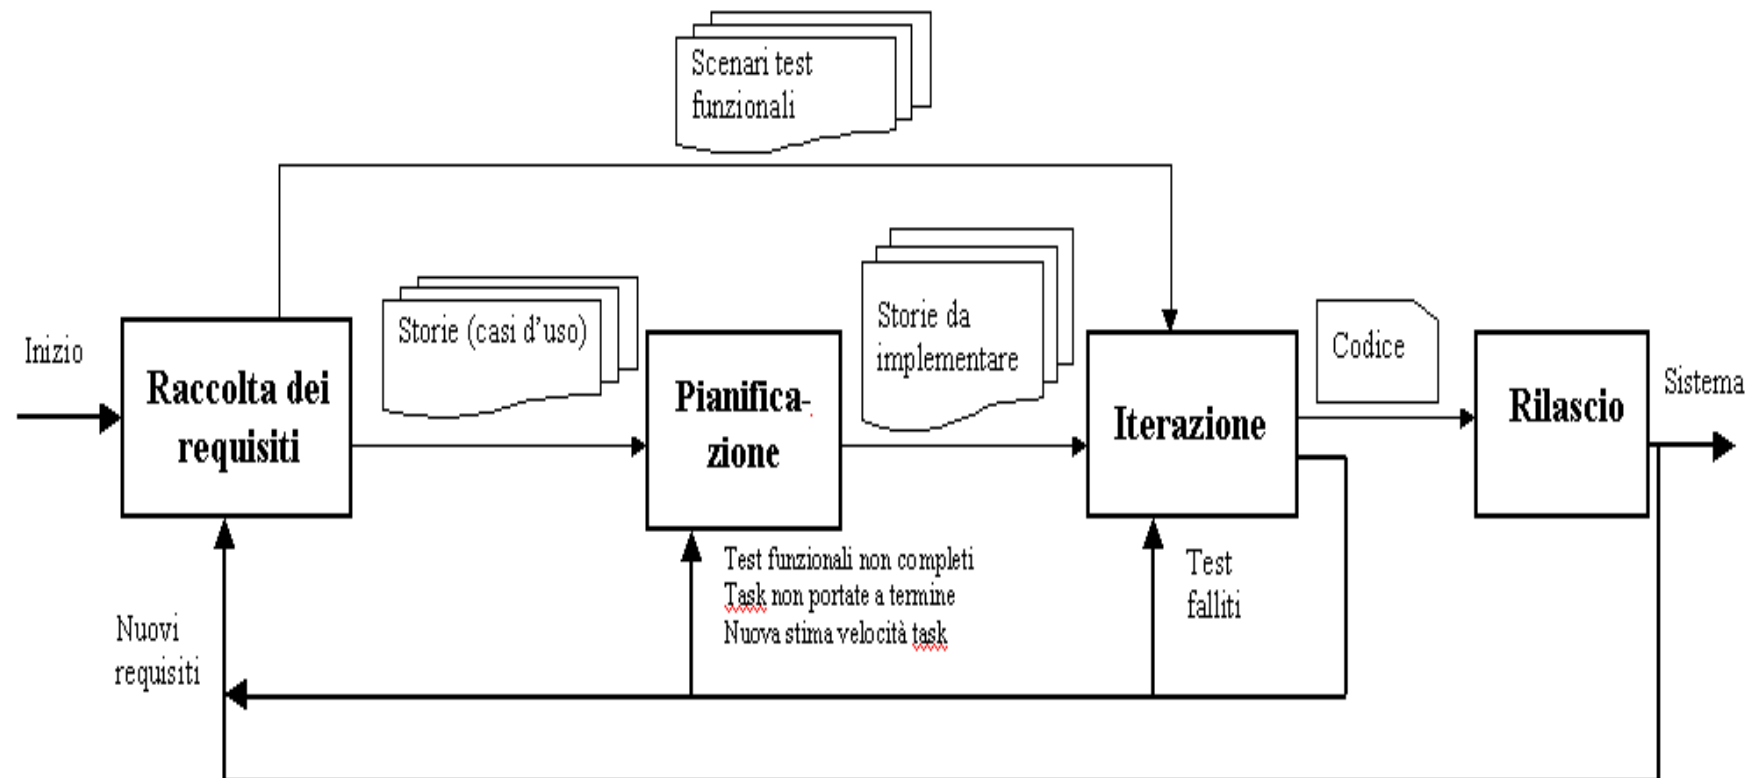 Scenari test
funzionali
Inizio
Raccolta dei
requisiti
Storie (casi d'uso)
Pianifica-
zione
Storie da
implementare
Iterazione
Codice
Rilascio
Sistema
Nuovi
requisiti
Test funzionali non completi
Task non portate a termine
Nuova stima velocità task
Test
falliti